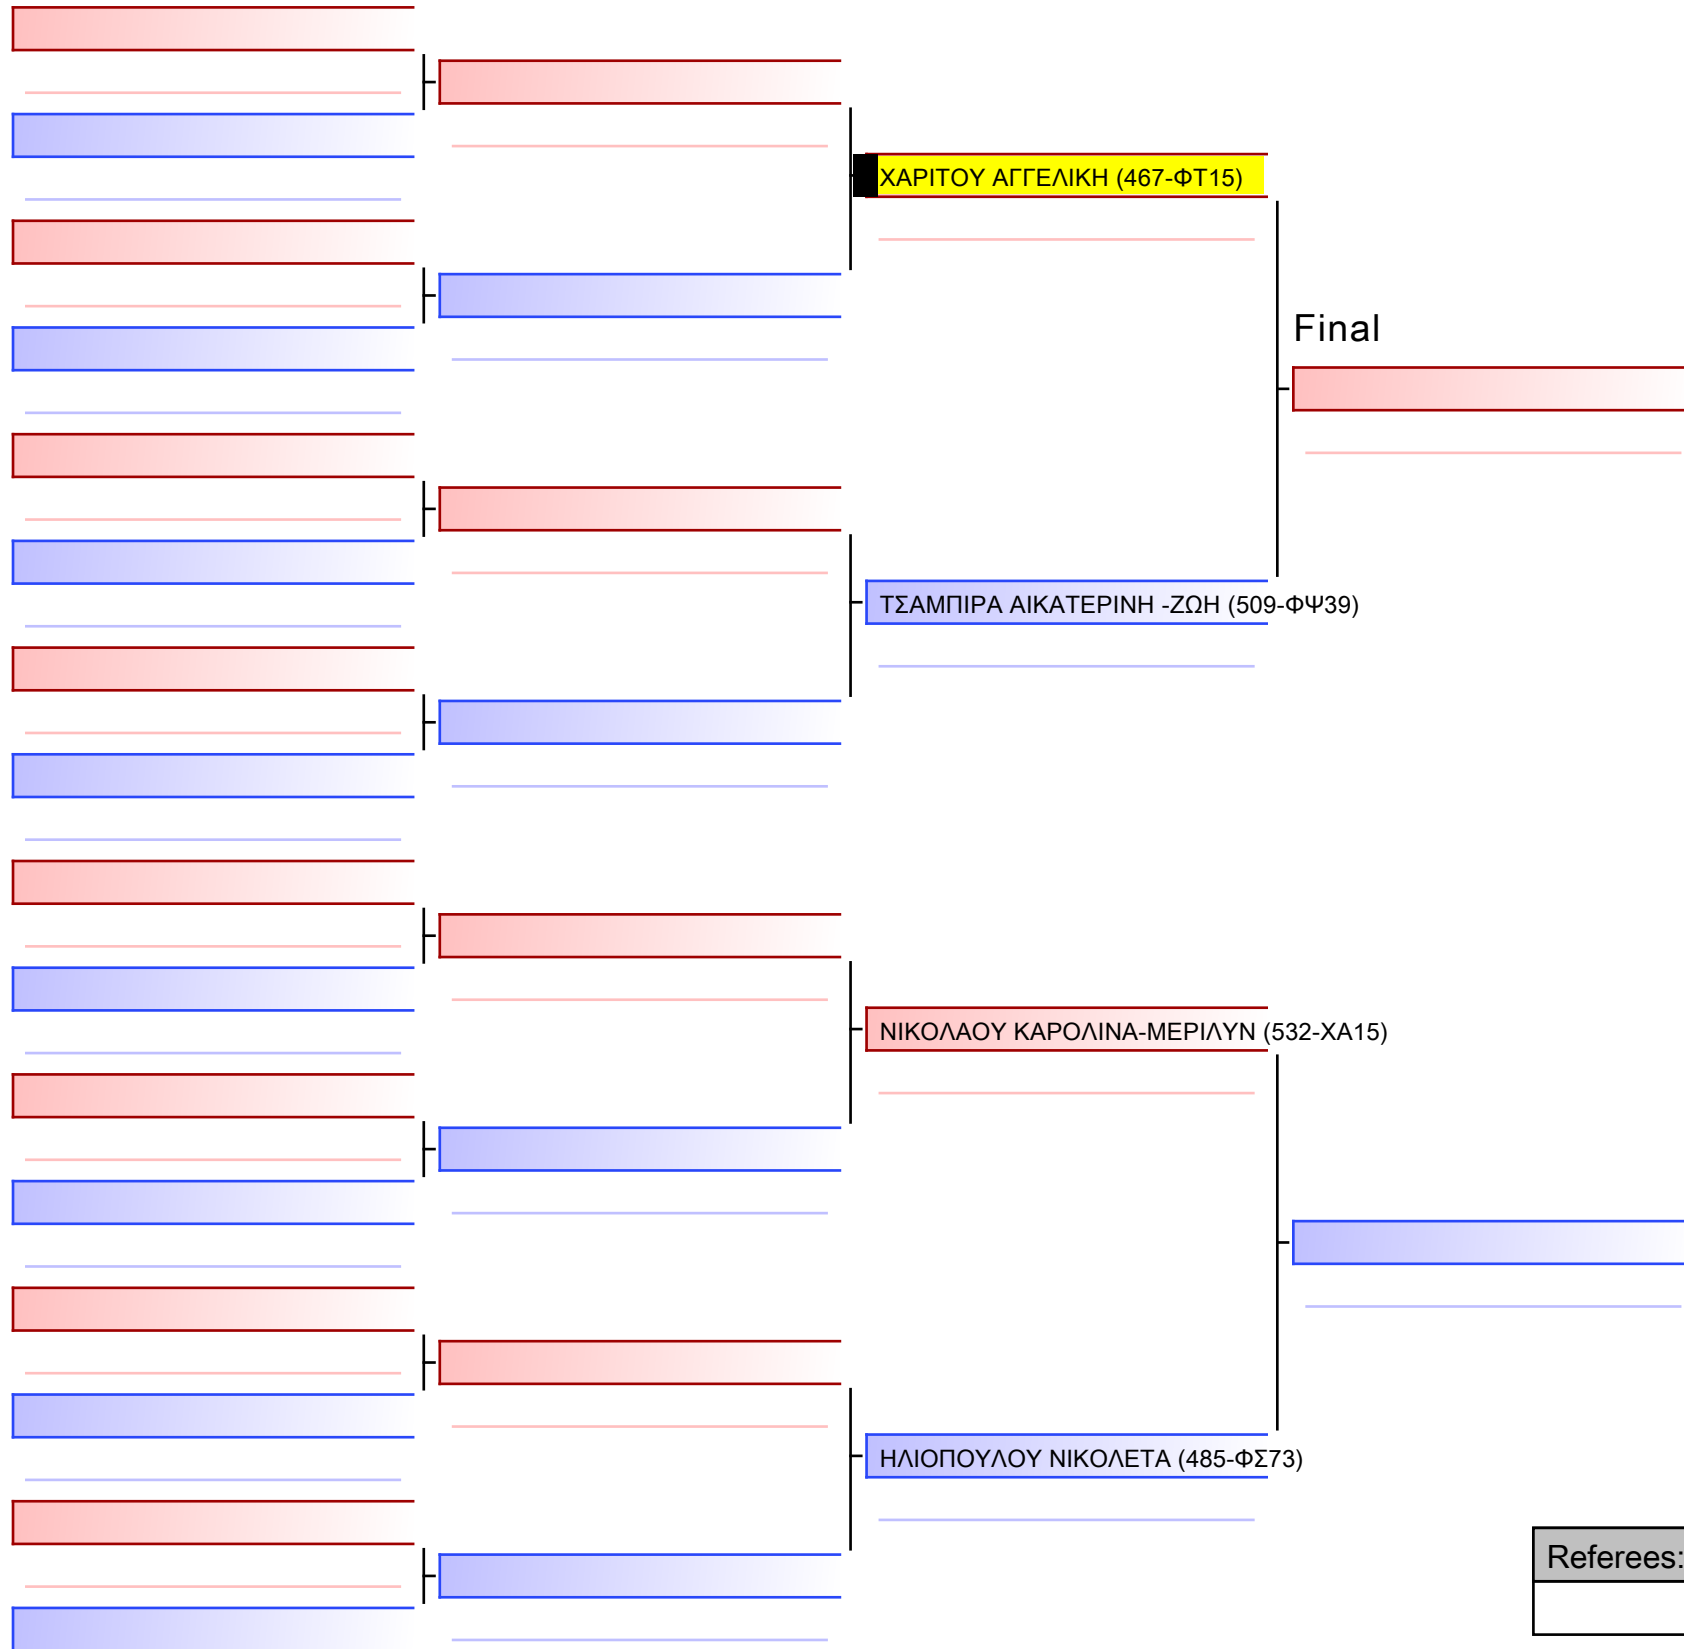 ΧΑΡΙΤΟΥ ΑΓΓΕΛΙΚΗ (467-ΦΤ15)
Final
ΤΣΑΜΠΙΡΑ ΑΙΚΑΤΕΡΙΝΗ -ΖΩΗ (509-ΦΨ39)
ΝΙΚΟΛΑΟΥ ΚΑΡΟΛΙΝΑ-ΜΕΡΙΛΥΝ (532-ΧΑ15)
ΗΛΙΟΠΟΥΛΟΥ ΝΙΚΟΛΕΤΑ (485-ΦΣ73)
Referees: